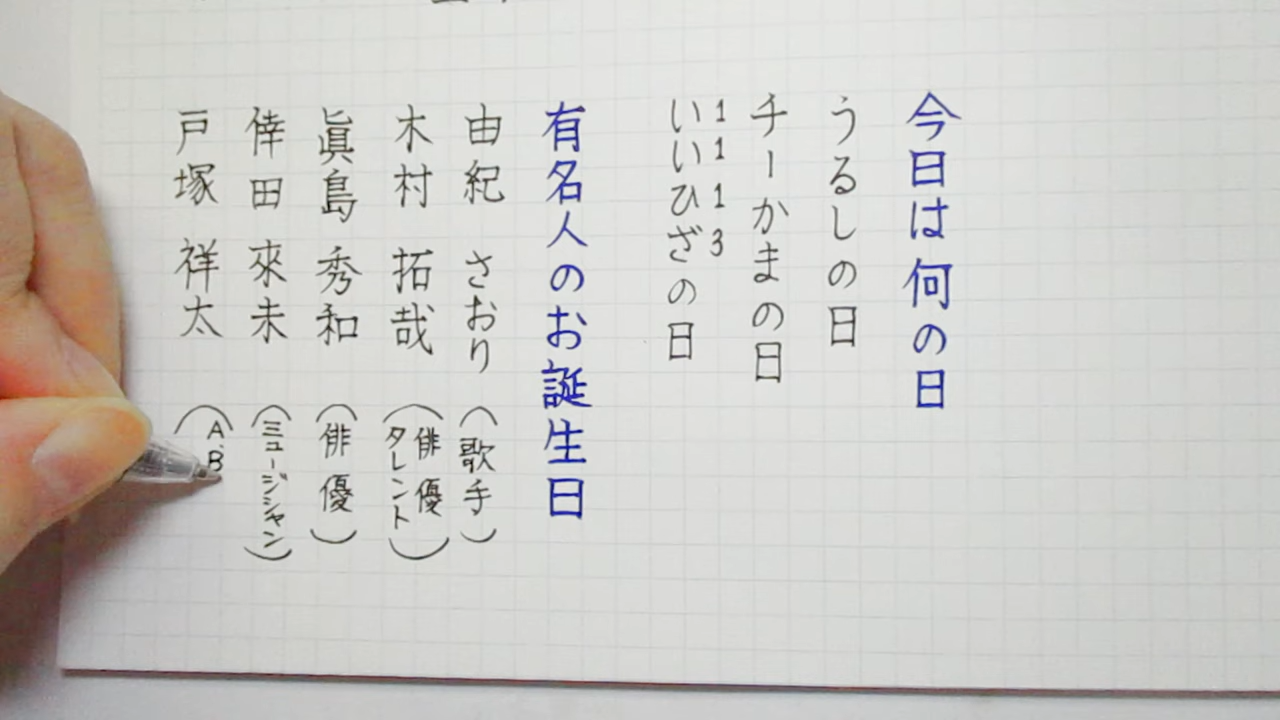 今日は何の日
うるしの日
チーかまの日
1113
いいひざの日
有名人のお誕生日
由紀 さおり (歌手)
木村 拓哉 (俳優
タレント)
眞島 秀和 (俳優)
倖田 來未 (ミュージシャン)
戸塚 祥太 (A.B